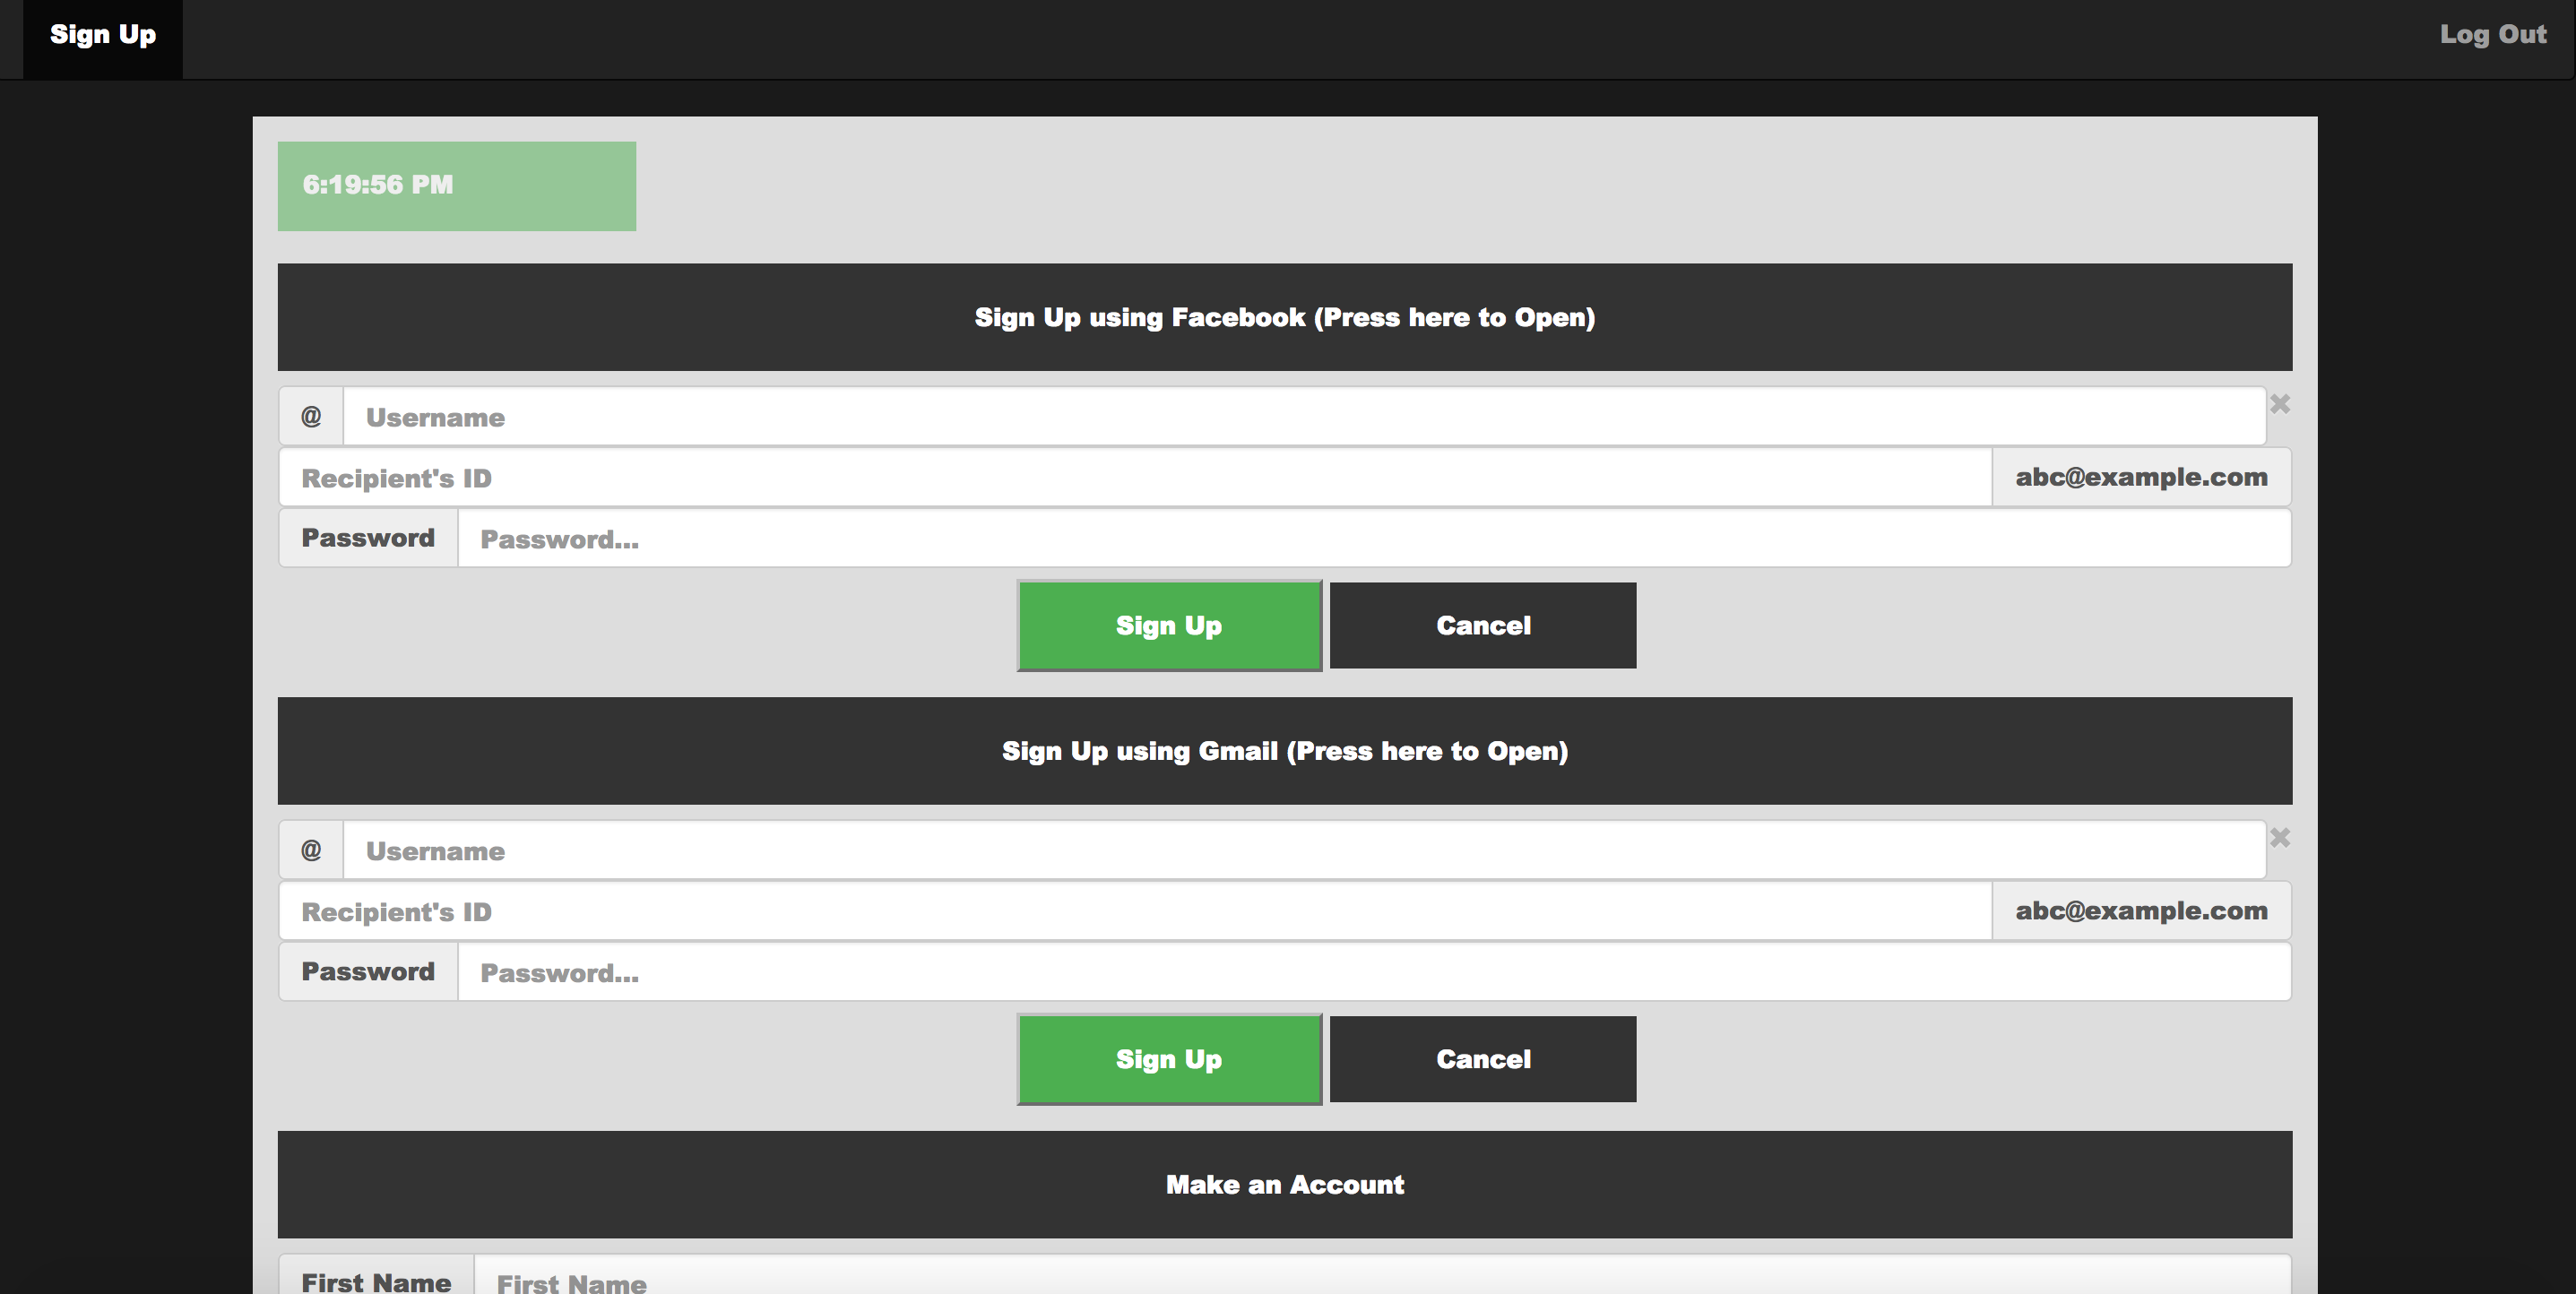 Sign Up Log Out
6:19:56 PM
Sign Up using Facebook (Press here to Open)
@ Username ×
Recipient's ID abc@example.com
Password Password...
Sign Up Cancel
Sign Up using Gmail (Press here to Open)
@ Username ×
Recipient's ID abc@example.com
Password Password...
Sign Up Cancel
Make an Account
First Name First Name